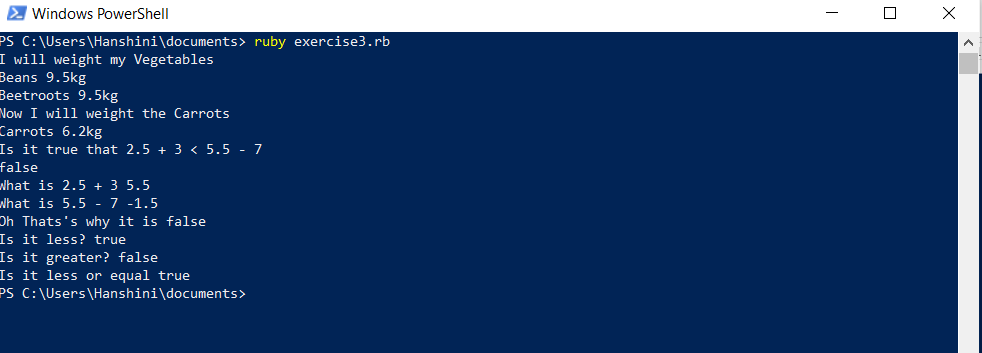 Windows PowerShell
PS C:\Users\Hanshini\documents> ruby exercise3.rb
I will weight my Vegetables
Beans 9.5kg
Beetroots 9.5kg
Now I will weight the Carrots
Carrots 6.2kg
Is it true that 2.5 + 3 < 5.5 - 7
false
What is 2.5 + 3 5.5
What is 5.5 - 7 -1.5
Oh Thats's why it is false
Is it less? true
Is it greater? false
Is it less or equal true
PS C:\Users\Hanshini\documents>